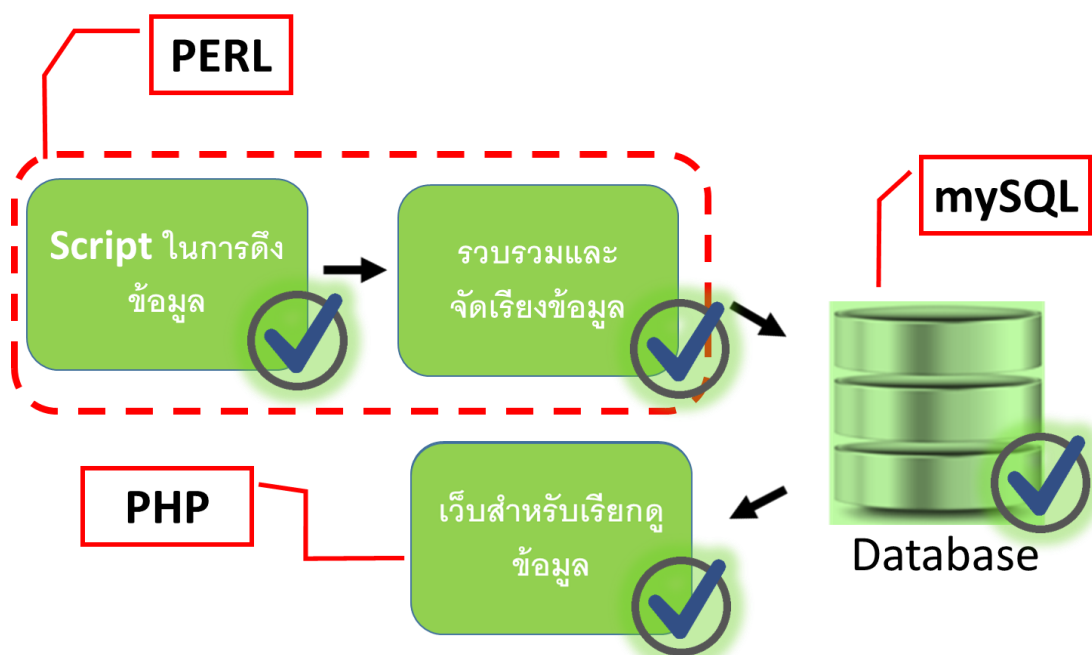 PERL
Script ในการดึง
ข้อมูล
รวบรวมและ
จัดเรียงข้อมูล
mySQL
Database
PHP
เว็บสำหรับเรียกดู
ข้อมูล